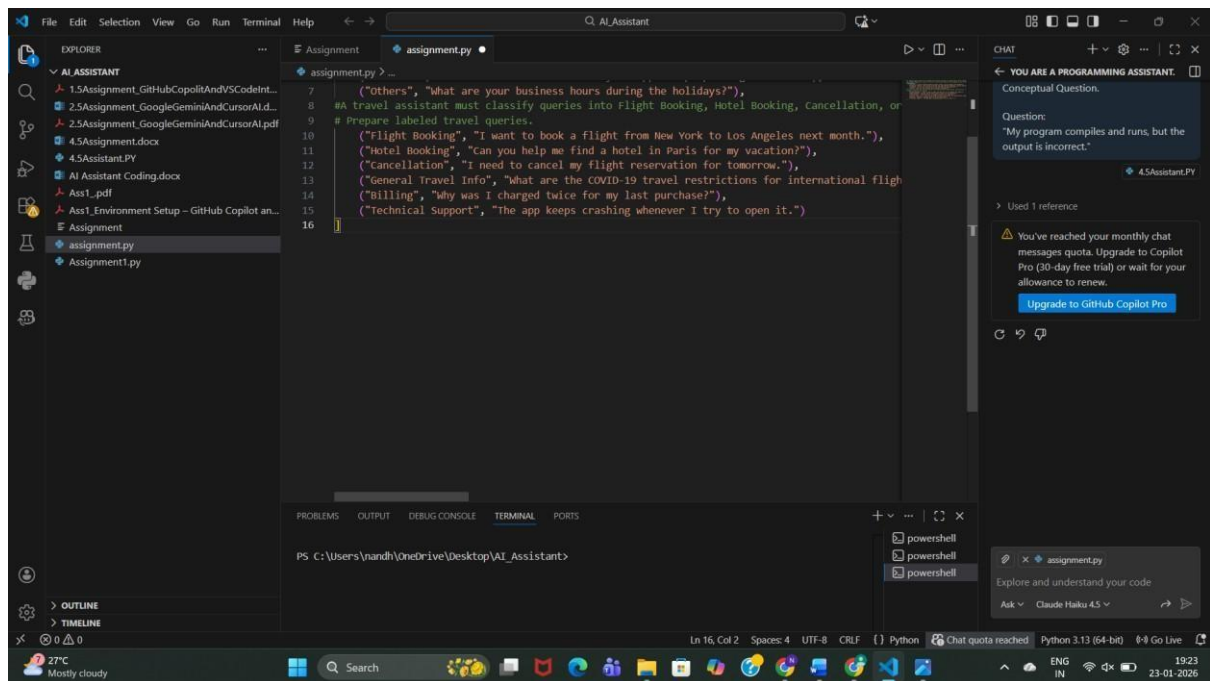 File Edit Selection View Go Run Terminal Help
AI_Assistant
EXPLORER
AI_ASSISTANT
1.5Assignment_GitHubCopolitAndVSCodeInt...
2.5Assignment_GoogleGeminiAndCursorAI.d...
2.5Assignment_GoogleGeminiAndCursorAI.pdf
4.5Assignment.docx
4.5Assistant.PY
AI Assistant Coding.docx
Ass1_.pdf
Ass1_Environment Setup – GitHub Copilot an...
Assignment
assignment.py
Assignment1.py
OUTLINE
TIMELINE
Assignment
assignment.py
assignment.py > ...
7 ("Others", "What are your business hours during the holidays?"),
8 #A travel assistant must classify queries into Flight Booking, Hotel Booking, Cancellation, or
9 # Prepare labeled travel queries.
10 ("Flight Booking", "I want to book a flight from New York to Los Angeles next month."),
11 ("Hotel Booking", "Can you help me find a hotel in Paris for my vacation?"),
12 ("Cancellation", "I need to cancel my flight reservation for tomorrow."),
13 ("General Travel Info", "What are the COVID-19 travel restrictions for international fligh
14 ("Billing", "Why was I charged twice for my last purchase?"),
15 ("Technical Support", "The app keeps crashing whenever I try to open it.")
16 ]
PROBLEMS OUTPUT DEBUG CONSOLE TERMINAL PORTS
PS C:\Users\nandh\OneDrive\Desktop\AI_Assistant>
powershell
powershell
powershell
CHAT
YOU ARE A PROGRAMMING ASSISTANT.
Conceptual Question.
Question:
"My program compiles and runs, but the
output is incorrect."
4.5Assistant.PY
> Used 1 reference
You've reached your monthly chat
messages quota. Upgrade to Copilot
Pro (30-day free trial) or wait for your
allowance to renew.
Upgrade to GitHub Copilot Pro
assignment.py
Explore and understand your code
Ask Claude Haiku 4.5
0 0 Ln 16, Col 2 Spaces: 4 UTF-8 CRLF {} Python Chat quota reached Python 3.13 (64-bit) Go Live
27°C
Mostly cloudy
Search
ENG
IN
19:23
23-01-2026